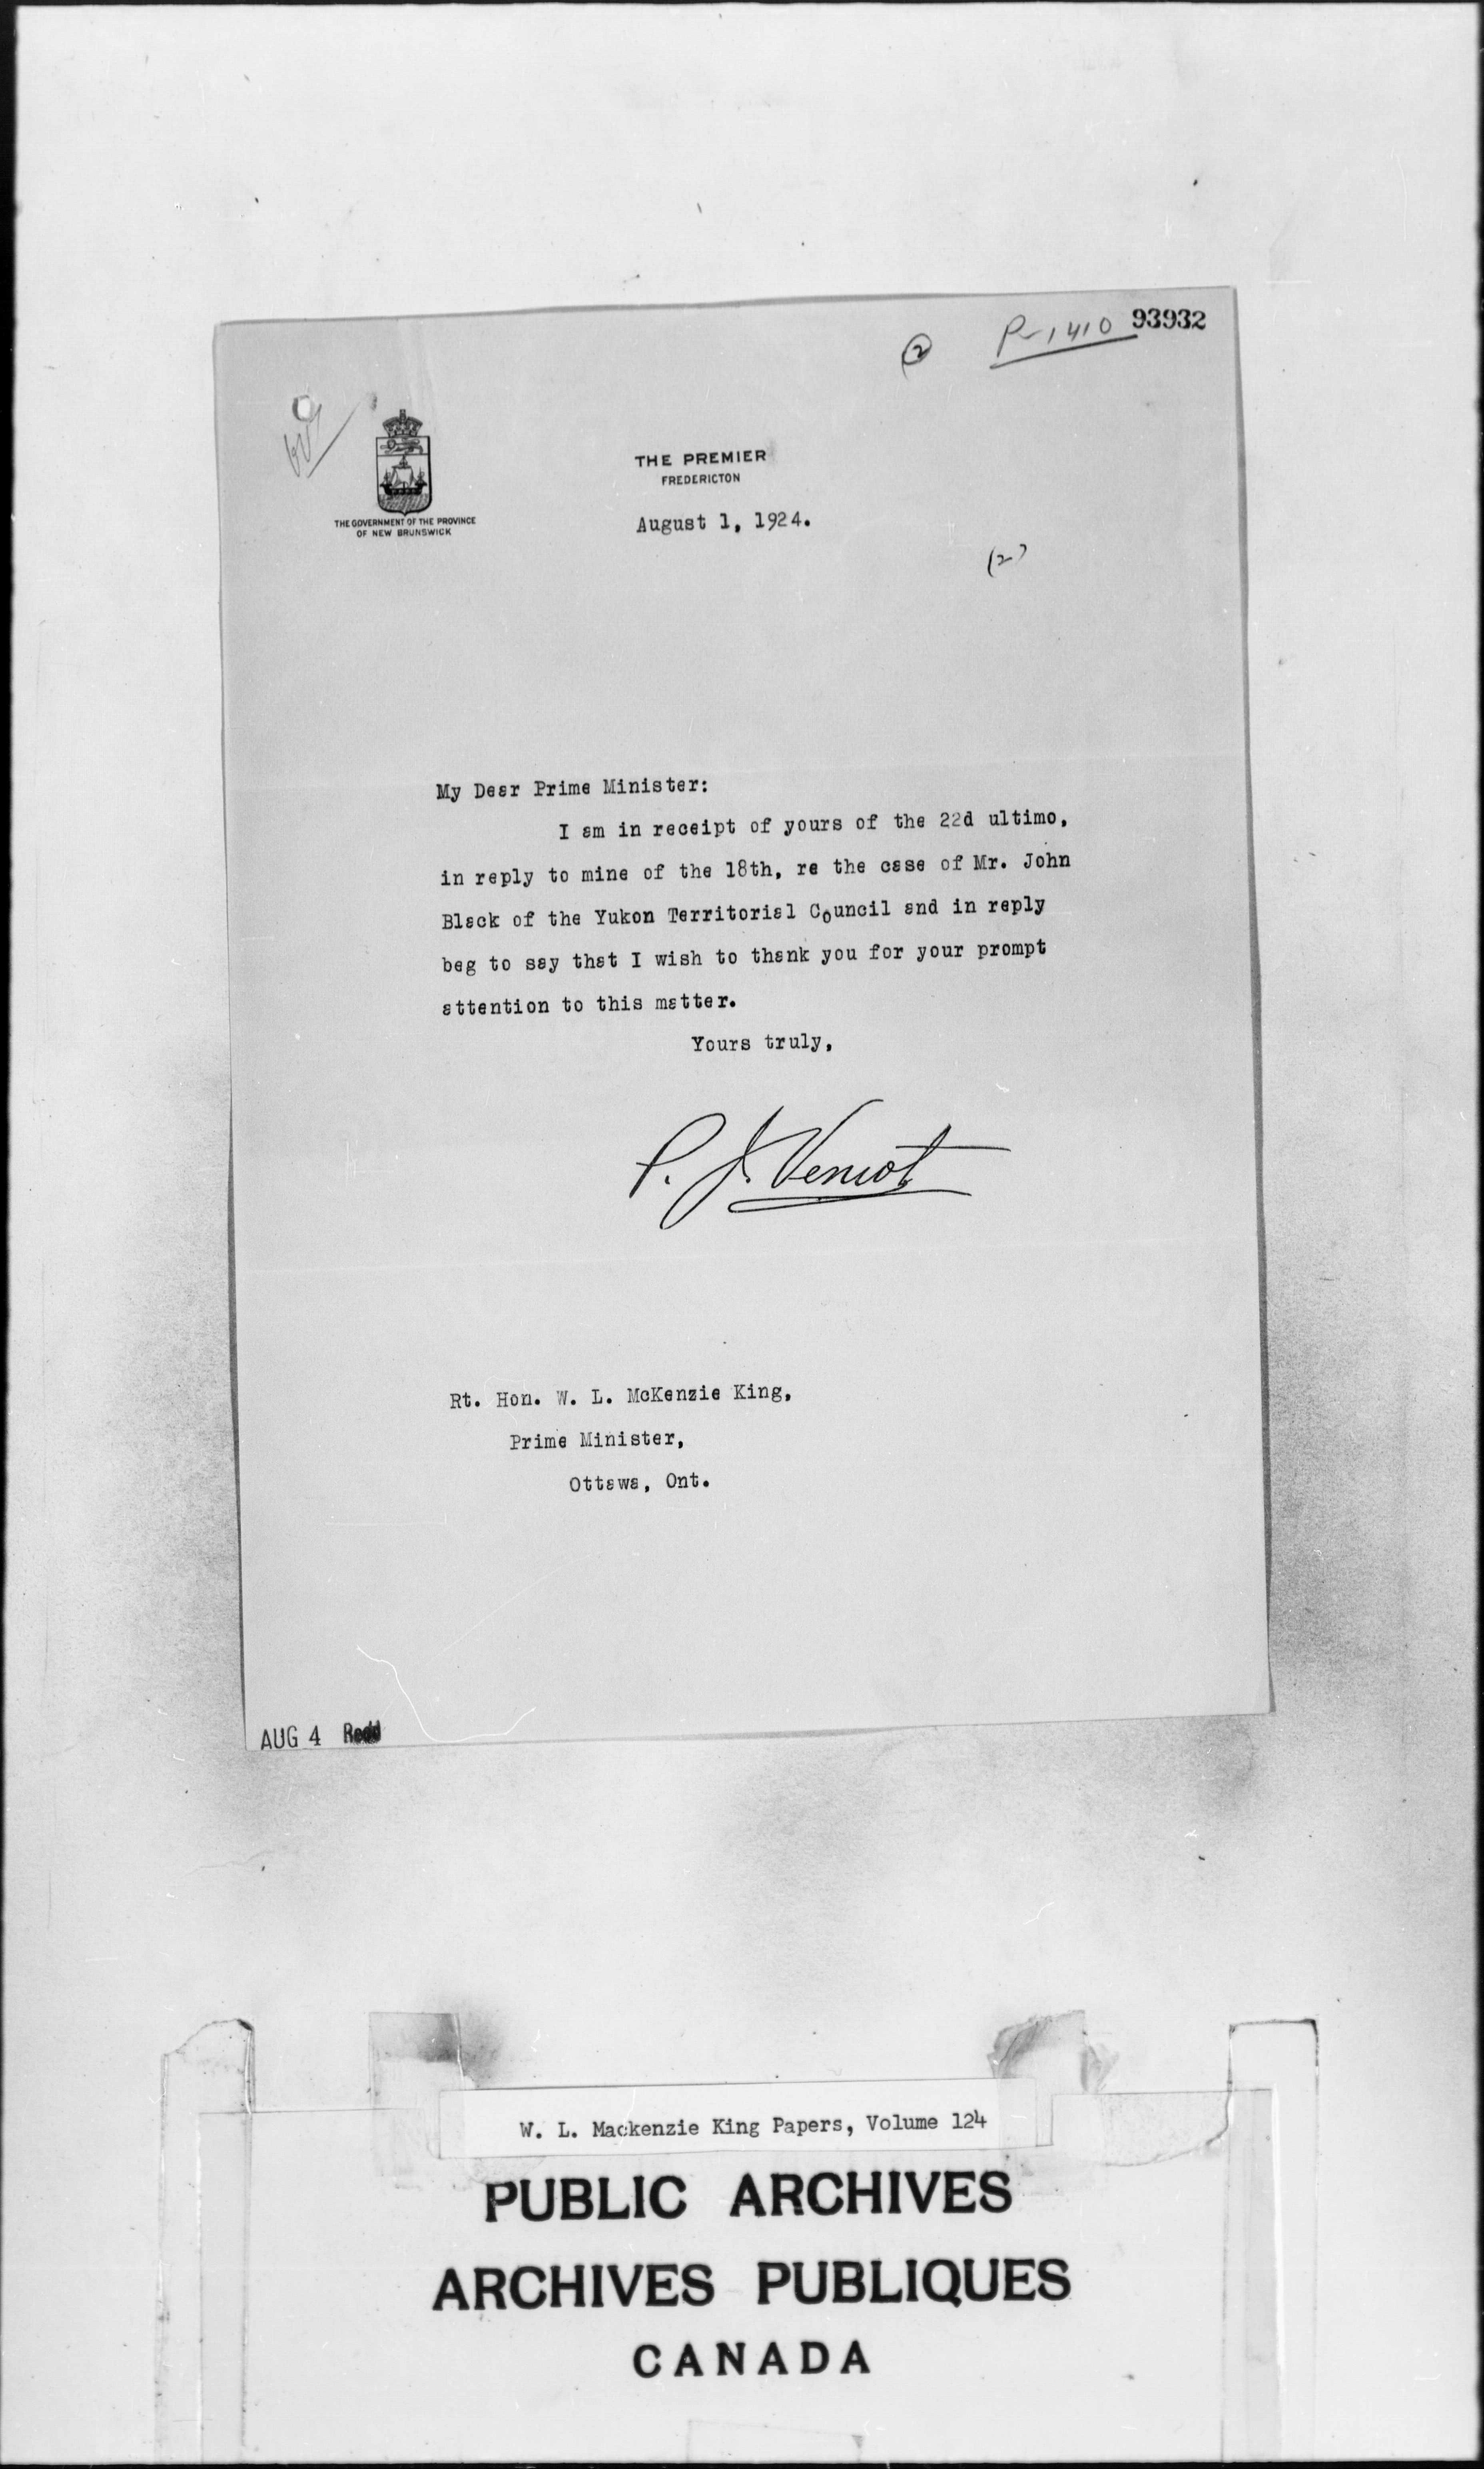 ② P-1410 93932
THE PREMIER
FREDERICTON
THE GOVERNMENT OF THE PROVINCE
OF NEW BRUNSWICK
August 1, 1924.
(2)
My Dear Prime Minister:
I am in receipt of yours of the 22d ultimo,
in reply to mine of the 18th, re the case of Mr. John
Black of the Yukon Territorial Council and in reply
beg to say that I wish to thank you for your prompt
attention to this matter.
Yours truly,
P. J. Veniot
Rt. Hon. W. L. McKenzie King,
Prime Minister,
Ottawa, Ont.
AUG 4 Recd
W. L. Mackenzie King Papers, Volume 124
PUBLIC ARCHIVES
ARCHIVES PUBLIQUES
CANADA